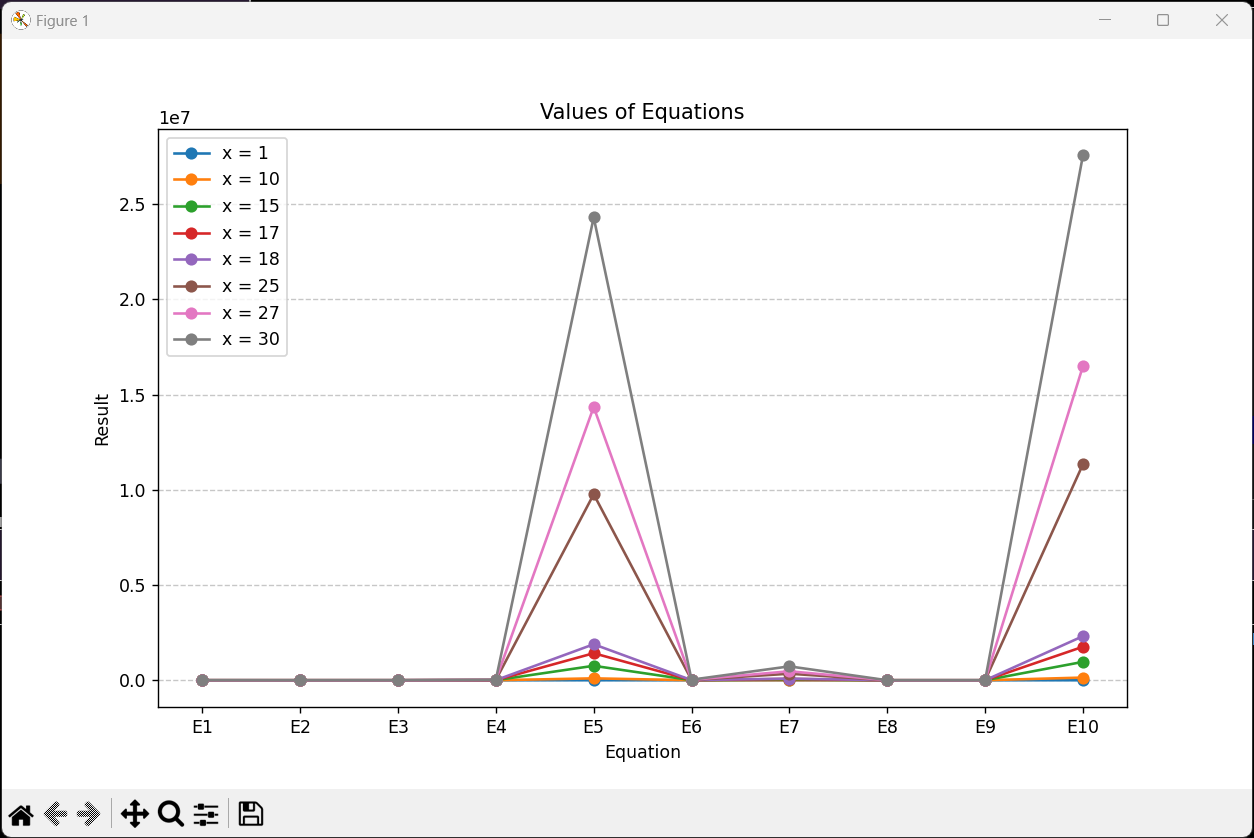 Figure 1
Values of Equations
1e7
x = 1
x = 10
x = 15
x = 17
x = 18
x = 25
x = 27
x = 30
2.5
2.0
1.5
1.0
0.5
0.0
Result
E1 E2 E3 E4 E5 E6 E7 E8 E9 E10
Equation